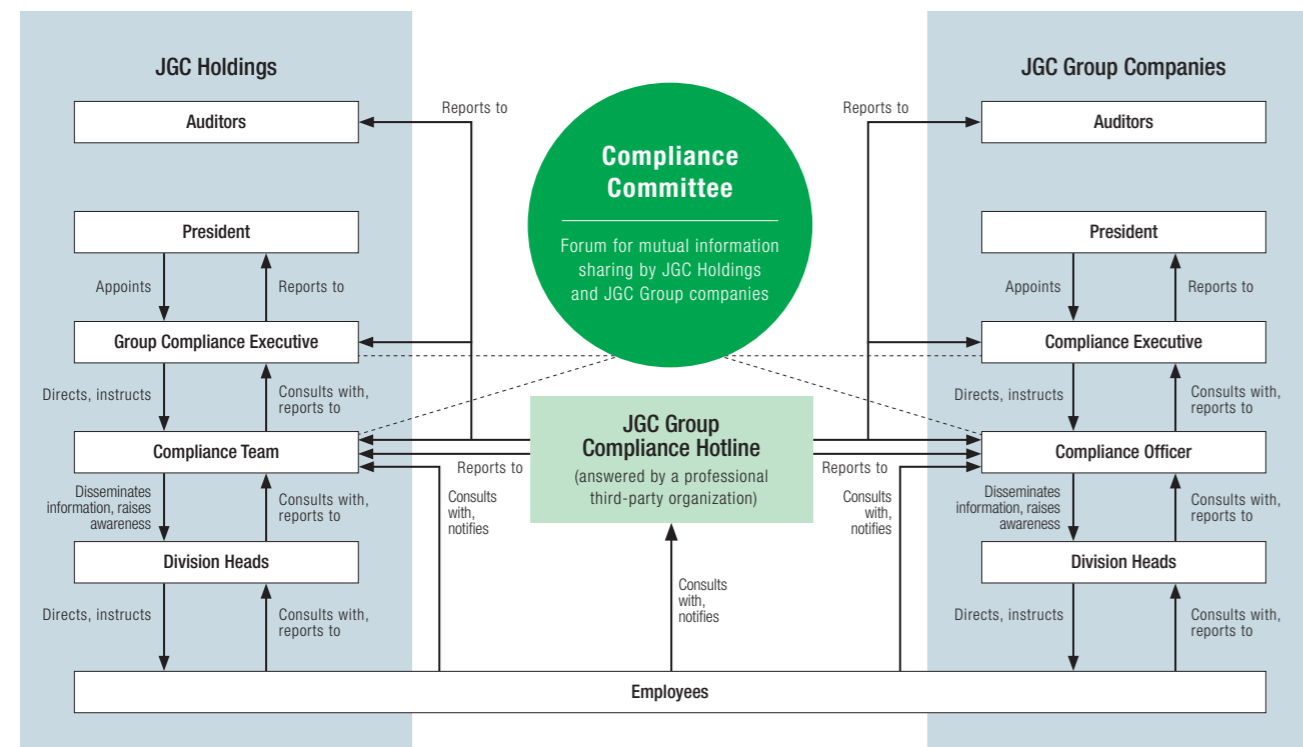 JGC Holdings
Auditors
President
Appoints
Reports to
Group Compliance Executive
Directs, instructs
Consults with,
reports to
Compliance Team
Disseminates
information, raises
awareness
Consults with,
reports to
Division Heads
Directs, instructs
Consults with,
reports to
Reports to
Compliance
Committee
Forum for mutual information
sharing by JGC Holdings
and JGC Group companies
Reports to
JGC Group
Compliance Hotline
(answered by a professional
third-party organization)
Reports to
Consults
with,
notifies
Reports to
Consults
with,
notifies
Consults
with,
notifies
JGC Group Companies
Auditors
President
Appoints
Reports to
Compliance Executive
Directs, instructs
Consults with,
reports to
Compliance Officer
Disseminates
information, raises
awareness
Consults with,
reports to
Division Heads
Directs, instructs
Consults with,
reports to
Employees